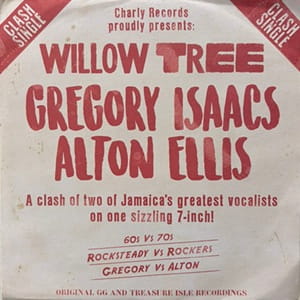 CLASH SINGLE
Charly Records
proudly presents:
CLASH SINGLE
WILLOW TREE
GREGORY ISAACS
ALTON ELLIS
A clash of two of Jamaica's greatest vocalists
on one sizzling 7-inch!
60s Vs 70s
ROCKSTEADY VS ROCKERS
GREGORY VS ALTON
ORIGINAL GG AND TREASURE ISLE RECORDINGS